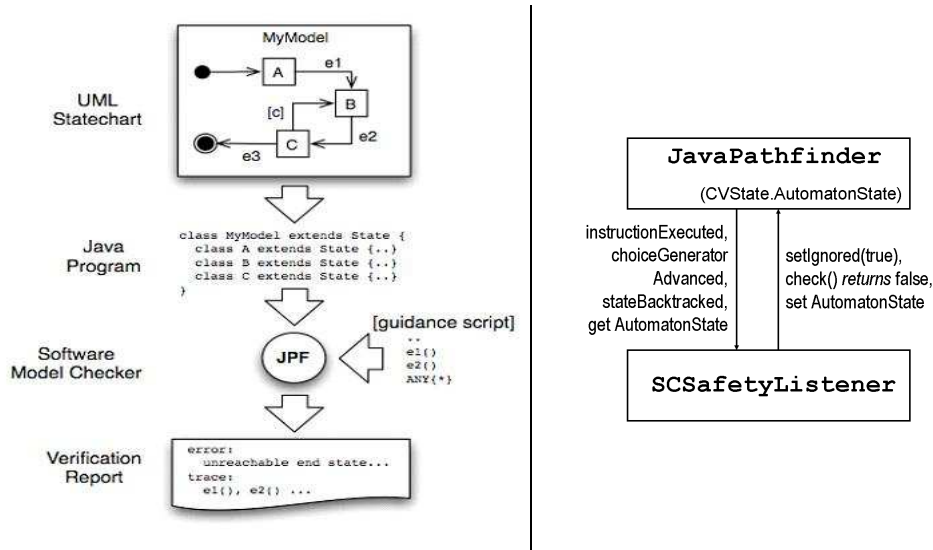 MyModel
A
e1
B
[c]
e2
C
e3
UML
Statechart
class MyModel extends State {
class A extends State {..}
class B extends State {..}
class C extends State {..}
}
Java
Program
[guidance script]
..
e1()
e2()
ANY{*}
JPF
Software
Model Checker
error:
unreachable end state...
trace:
e1(), e2() ...
Verification
Report
JavaPathfinder
(CVState.AutomatonState)
instructionExecuted,
choiceGenerator
Advanced,
stateBacktracked,
get AutomatonState
setIgnored(true),
check() returns false,
set AutomatonState
SCSafetyListener